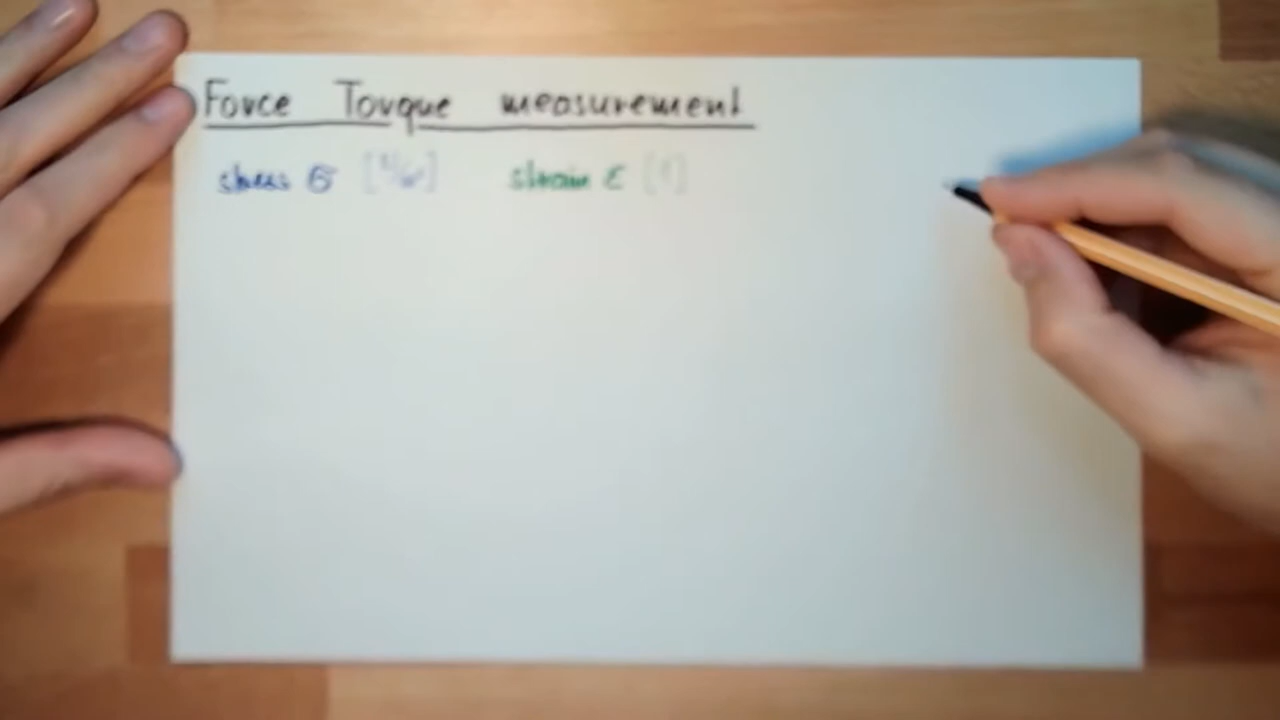 Force Torque measurement
stress σ [N/m²] strain ε [1]